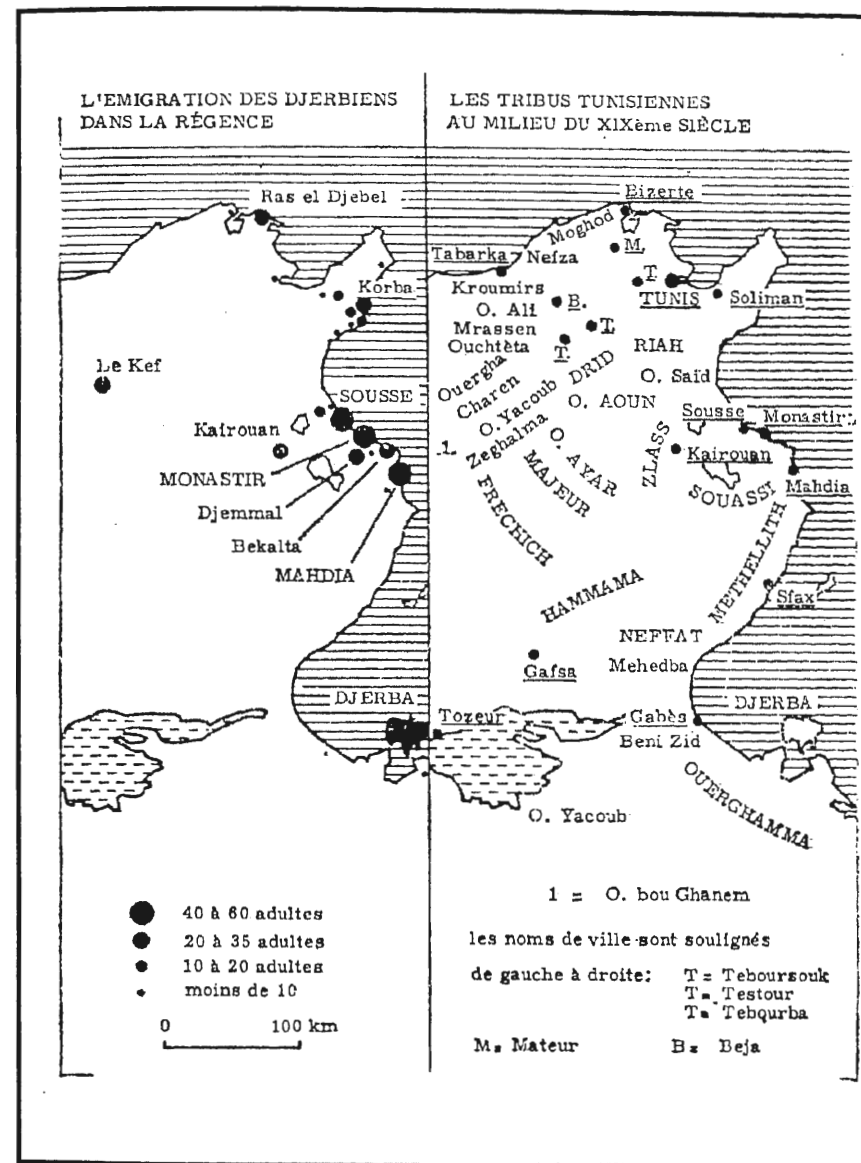 L'EMIGRATION DES DJERBIENS
DANS LA RÉGENCE
Ras el Djebel
Korba
Le Kef
SOUSSE
Kairouan
MONASTIR
Djemmal
Bekalta
MAHDIA
DJERBA
40 à 60 adultes
20 à 35 adultes
10 à 20 adultes
moins de 10
0 100 km
LES TRIBUS TUNISIENNES
AU MILIEU DU XIXème SIÈCLE
Bizerte
Moghod
M.
Tabarka
Nefza
T.
TUNIS
Soliman
Kroumirs
O. Ali
B.
Mrassen
T.
Ouchtèta
T.
RIAH
Ouergha
DRID
O. Said
Charen
O. Yacoub
O. AOUN
Sousse
Monastir
Zeghalma
1.
O. AYAR
ZLASS
Kairouan
MAJEUR
SOUASSI
Mahdia
FRECHICH
METHELLITH
HAMMAMA
Sfax
NEFFAT
Gafsa
Mehedba
DJERBA
Tozeur
Gabès
Beni Zid
OUERGHAMMA
O. Yacoub
1 = O. bou Ghanem
les noms de ville sont soulignés
de gauche à droite: T = Teboursouk
T = Testour
T = Tebourba
M = Mateur B = Beja